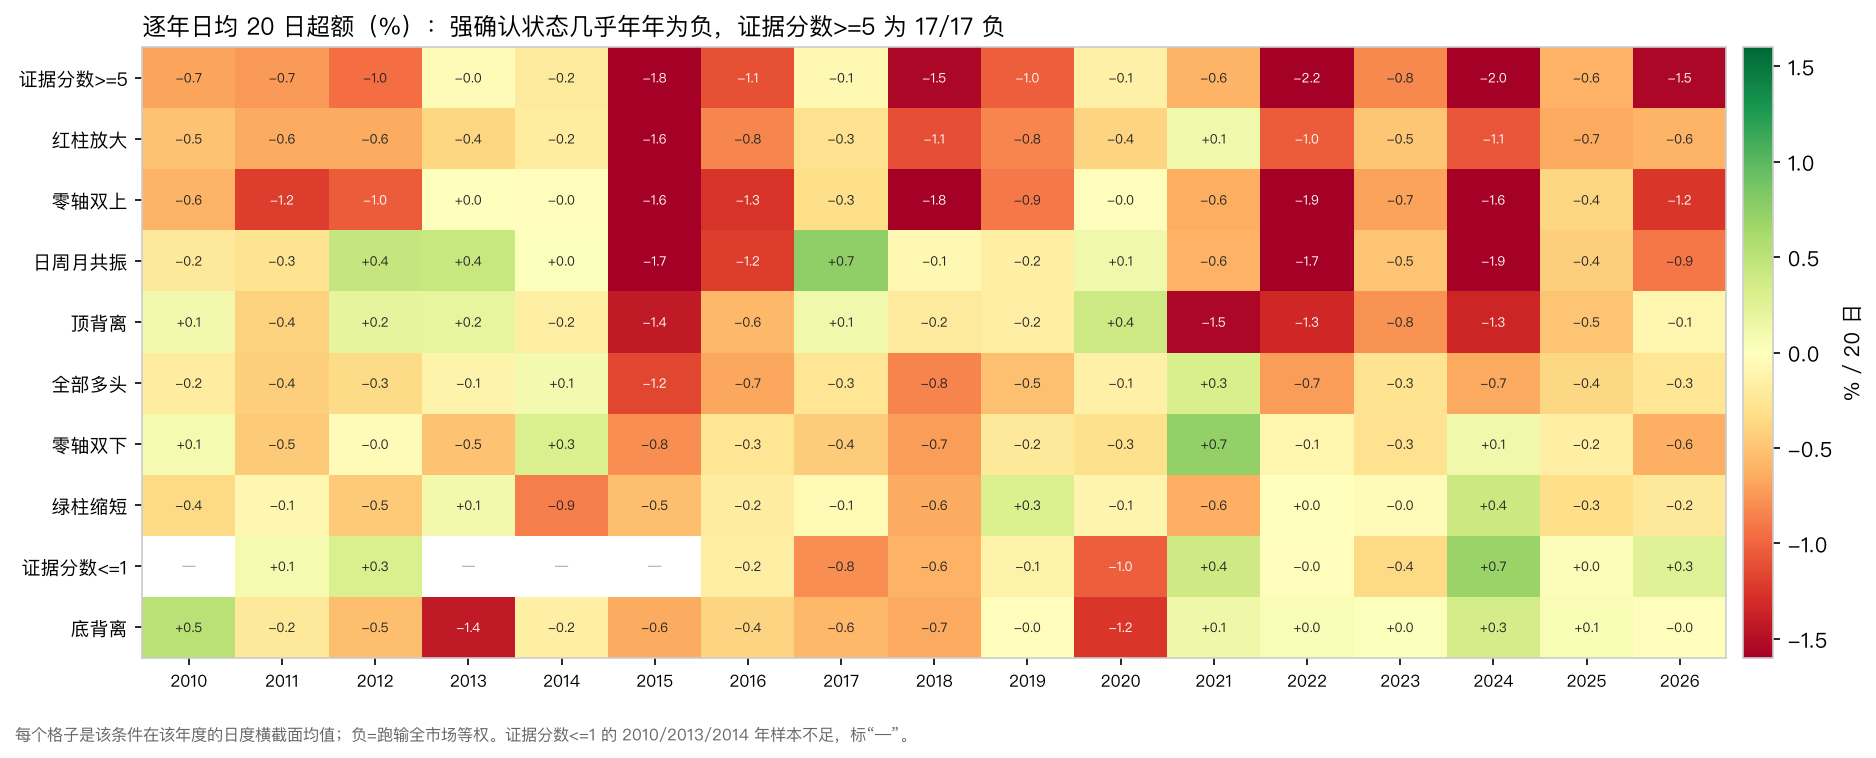 逐年日均 20 日超额（%）：强确认状态几乎年年为负，证据分数>=5 为 17/17 负
证据分数>=5 −0.7 −0.7 −1.0 −0.0 −0.2 −1.8 −1.1 −0.1 −1.5 −1.0 −0.1 −0.6 −2.2 −0.8 −2.0 −0.6 −1.5
红柱放大 −0.5 −0.6 −0.6 −0.4 −0.2 −1.6 −0.8 −0.3 −1.1 −0.8 −0.4 +0.1 −1.0 −0.5 −1.1 −0.7 −0.6
零轴双上 −0.6 −1.2 −1.0 +0.0 −0.0 −1.6 −1.3 −0.3 −1.8 −0.9 −0.0 −0.6 −1.9 −0.7 −1.6 −0.4 −1.2
日周月共振 −0.2 −0.3 +0.4 +0.4 +0.0 −1.7 −1.2 +0.7 −0.1 −0.2 +0.1 −0.6 −1.7 −0.5 −1.9 −0.4 −0.9
顶背离 +0.1 −0.4 +0.2 +0.2 −0.2 −1.4 −0.6 +0.1 −0.2 −0.2 +0.4 −1.5 −1.3 −0.8 −1.3 −0.5 −0.1
全部多头 −0.2 −0.4 −0.3 −0.1 +0.1 −1.2 −0.7 −0.3 −0.8 −0.5 −0.1 +0.3 −0.7 −0.3 −0.7 −0.4 −0.3
零轴双下 +0.1 −0.5 −0.0 −0.5 +0.3 −0.8 −0.3 −0.4 −0.7 −0.2 −0.3 +0.7 −0.1 −0.3 +0.1 −0.2 −0.6
绿柱缩短 −0.4 −0.1 −0.5 +0.1 −0.9 −0.5 −0.2 −0.1 −0.6 +0.3 −0.1 −0.6 +0.0 −0.0 +0.4 −0.3 −0.2
证据分数<=1 — +0.1 +0.3 — — — −0.2 −0.8 −0.6 −0.1 −1.0 +0.4 −0.0 −0.4 +0.7 +0.0 +0.3
底背离 +0.5 −0.2 −0.5 −1.4 −0.2 −0.6 −0.4 −0.6 −0.7 −0.0 −1.2 +0.1 +0.0 +0.0 +0.3 +0.1 −0.0
2010 2011 2012 2013 2014 2015 2016 2017 2018 2019 2020 2021 2022 2023 2024 2025 2026
1.5
1.0
0.5
0.0
−0.5
−1.0
−1.5
% / 20 日
每个格子是该条件在该年度的日度横截面均值；负=跑输全市场等权。证据分数<=1 的 2010/2013/2014 年样本不足，标“—”。